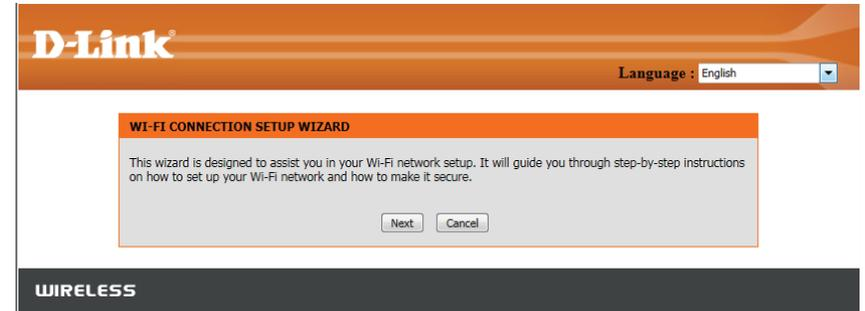 D-Link®
Language : English
WI-FI CONNECTION SETUP WIZARD
This wizard is designed to assist you in your Wi-Fi network setup. It will guide you through step-by-step instructions
on how to set up your Wi-Fi network and how to make it secure.
Next Cancel
WIRELESS